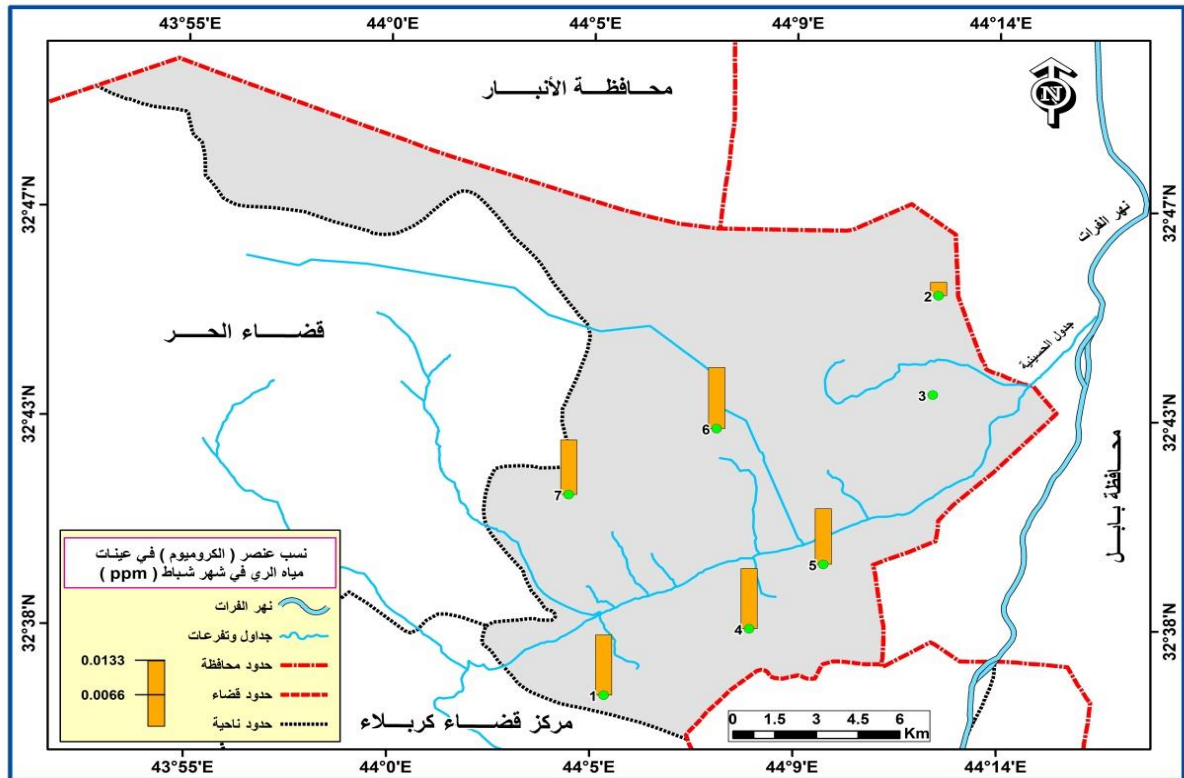 43°55'E 44°0'E 44°5'E 44°9'E 44°14'E
محافظة الأنبار
N
32°47'N 32°47'N
نهر الفرات
2
جدول الحسينية
قضاء الحر
3
32°43'N 32°43'N
6
محافظة بابل
7
5
نسب عنصر ( الكروميوم ) في عينات
مياه الري في شهر شباط ( ppm )
نهر الفرات
جداول وتفرعات
حدود محافظة
حدود قضاء
حدود ناحية
0.0133
0.0066
32°38'N 32°38'N
4
1
مركز قضاء كربلاء
0 1.5 3 4.5 6
Km
43°55'E 44°0'E 44°5'E 44°9'E 44°14'E